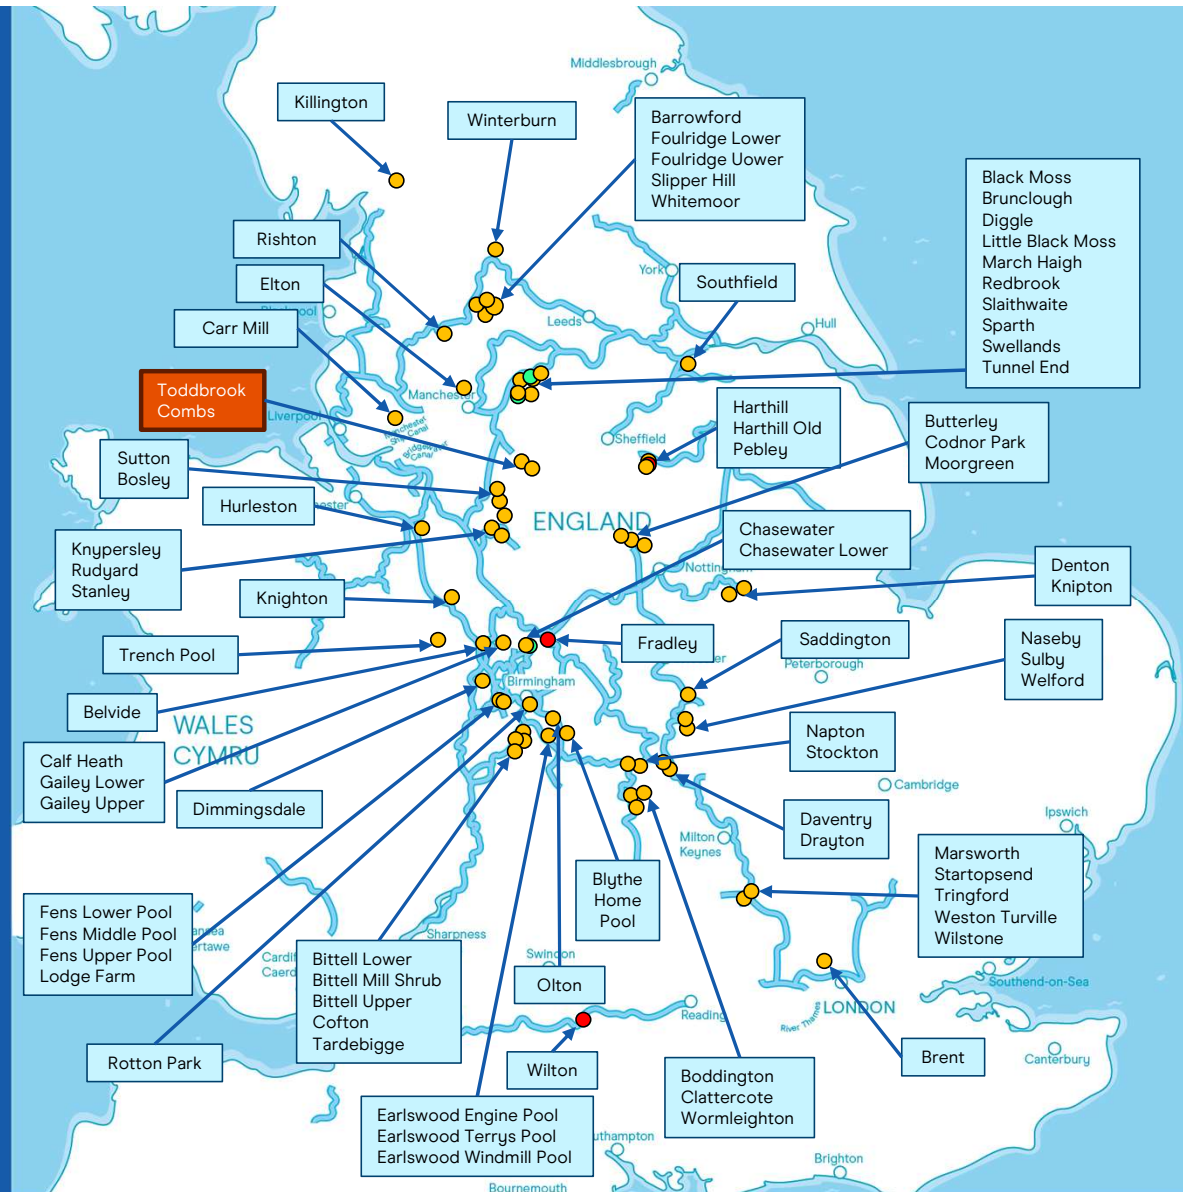 Middlesbrough
Killington
Winterburn
Barrowford
Foulridge Lower
Foulridge Uower
Slipper Hill
Whitemoor
Black Moss
Brunclough
Diggle
Little Black Moss
March Haigh
Redbrook
Slaithwaite
Sparth
Swellands
Tunnel End
Rishton
York
Southfield
Elton
Leeds
Hull
Carr Mill
Toddbrook
Combs
Manchester
Liverpool
Manchester
Ship Canal
Bridgewater
Canal
Sheffield
Harthill
Harthill Old
Pebley
Butterley
Codnor Park
Moorgreen
Sutton
Bosley
Hurleston
ENGLAND
Chasewater
Chasewater Lower
Knypersley
Rudyard
Stanley
Denton
Knipton
Knighton
Trench Pool
Fradley
Saddington
Peterborough
Naseby
Sulby
Welford
Birmingham
Belvide
WALES
CYMRU
Calf Heath
Gailey Lower
Gailey Upper
Dimmingsdale
Napton
Stockton
Cambridge
Ipswich
Daventry
Drayton
Milton
Keynes
Marsworth
Startopsend
Tringford
Weston Turville
Wilstone
Blythe
Home
Pool
Fens Lower Pool
Fens Middle Pool
Fens Upper Pool
Lodge Farm
Sharpness
Swindon
Bittell Lower
Bittell Mill Shrub
Bittell Upper
Cofton
Tardebigge
Olton
Southend-on-Sea
Reading
River Thames
LONDON
Rotton Park
Wilton
Brent
Canterbury
Boddington
Clattercote
Wormleighton
Earlswood Engine Pool
Earlswood Terrys Pool
Earlswood Windmill Pool
Brighton
Bournemouth